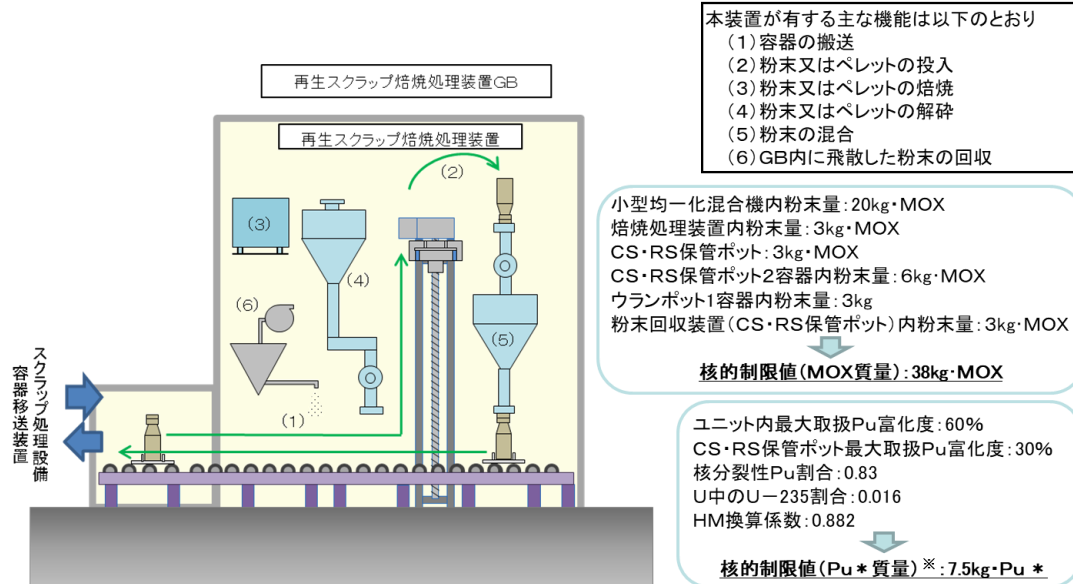 再生スクラップ焙焼処理装置GB
再生スクラップ焙焼処理装置
(1)
(2)
(3)
(4)
(5)
(6)
スクラップ処理設備
容器移送装置
本装置が有する主な機能は以下のとおり
(1)容器の搬送
(2)粉末又はペレットの投入
(3)粉末又はペレットの焙焼
(4)粉末又はペレットの解砕
(5)粉末の混合
(6)GB内に飛散した粉末の回収
小型均一化混合機内粉末量:20kg・MOX
焙焼処理装置内粉末量:3kg・MOX
CS・RS保管ポット:3kg・MOX
CS・RS保管ポット2容器内粉末量:6kg・MOX
ウランポット1容器内粉末量:3kg
粉末回収装置(CS・RS保管ポット)内粉末量:3kg・MOX
核的制限値(MOX質量):38kg・MOX
ユニット内最大取扱Pu富化度:60%
CS・RS保管ポット最大取扱Pu富化度:30%
核分裂性Pu割合:0.83
U中のU-235割合:0.016
HM換算係数:0.882
核的制限値(Pu*質量)※:7.5kg・Pu*